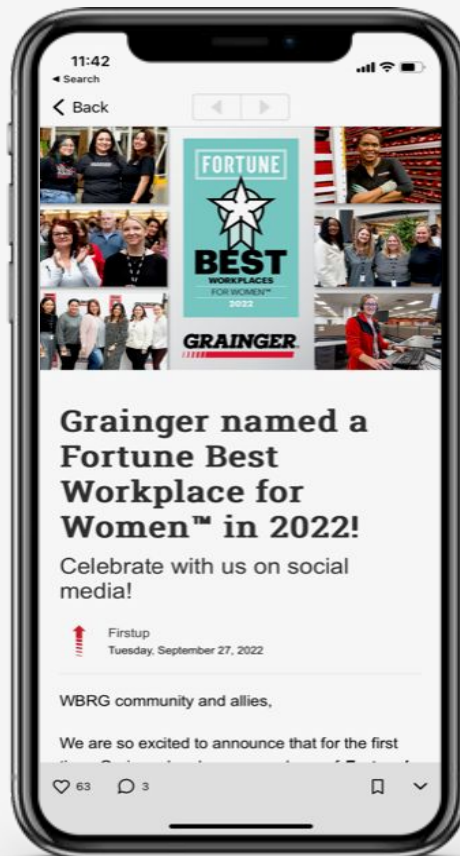 11:42
Search
Back
FORTUNE
BEST
WORKPLACES
FOR WOMEN™
2022
GRAINGER
Grainger named a
Fortune Best
Workplace for
Women™ in 2022!
Celebrate with us on social
media!
Firstup
Tuesday, September 27, 2022
WBRG community and allies,
We are so excited to announce that for the first
63
3